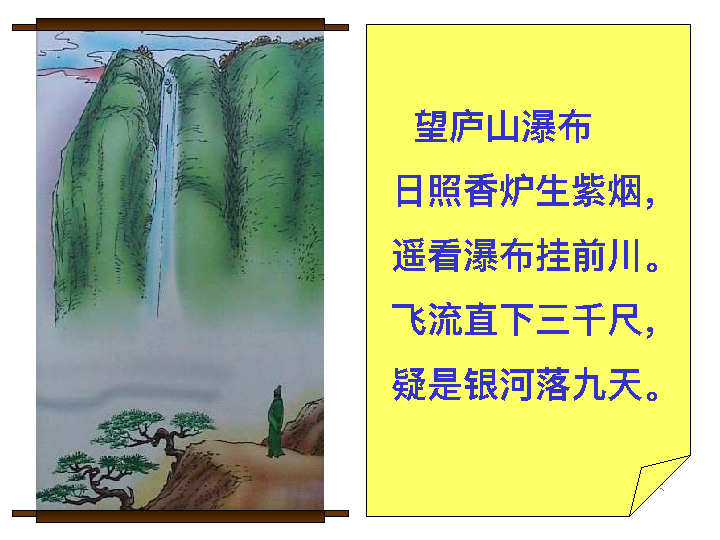 望庐山瀑布
日照香炉生紫烟，
遥看瀑布挂前川。
飞流直下三千尺，
疑是银河落九天。